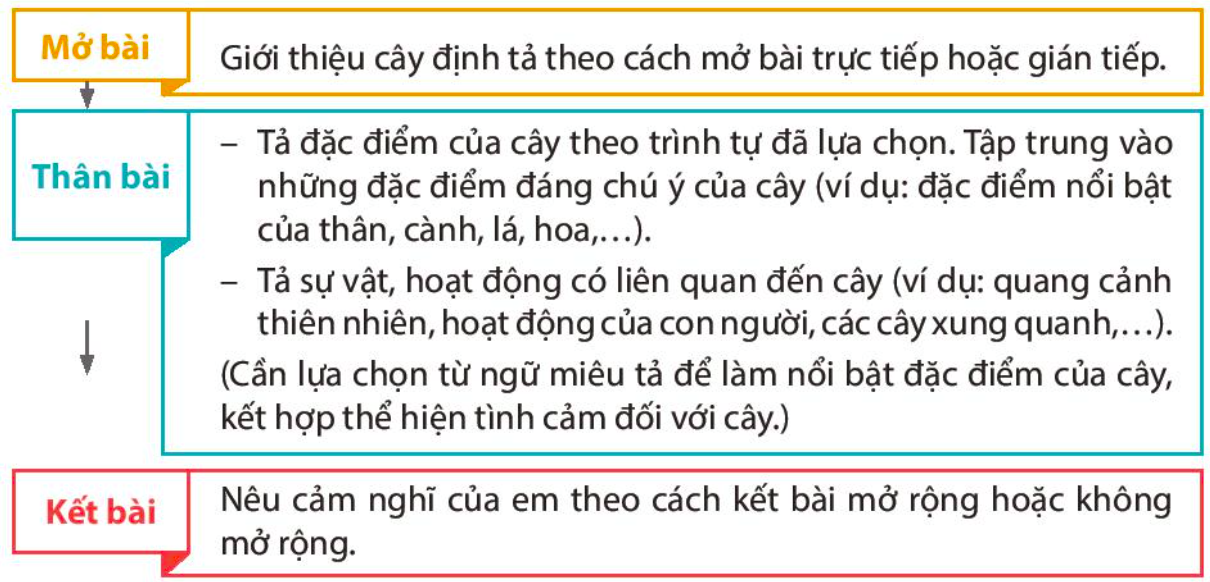 Mở bài
Giới thiệu cây định tả theo cách mở bài trực tiếp hoặc gián tiếp.
Thân bài
– Tả đặc điểm của cây theo trình tự đã lựa chọn. Tập trung vào
những đặc điểm đáng chú ý của cây (ví dụ: đặc điểm nổi bật
của thân, cành, lá, hoa,...).
– Tả sự vật, hoạt động có liên quan đến cây (ví dụ: quang cảnh
thiên nhiên, hoạt động của con người, các cây xung quanh,...).
(Cần lựa chọn từ ngữ miêu tả để làm nổi bật đặc điểm của cây,
kết hợp thể hiện tình cảm đối với cây.)
Kết bài
Nêu cảm nghĩ của em theo cách kết bài mở rộng hoặc không
mở rộng.